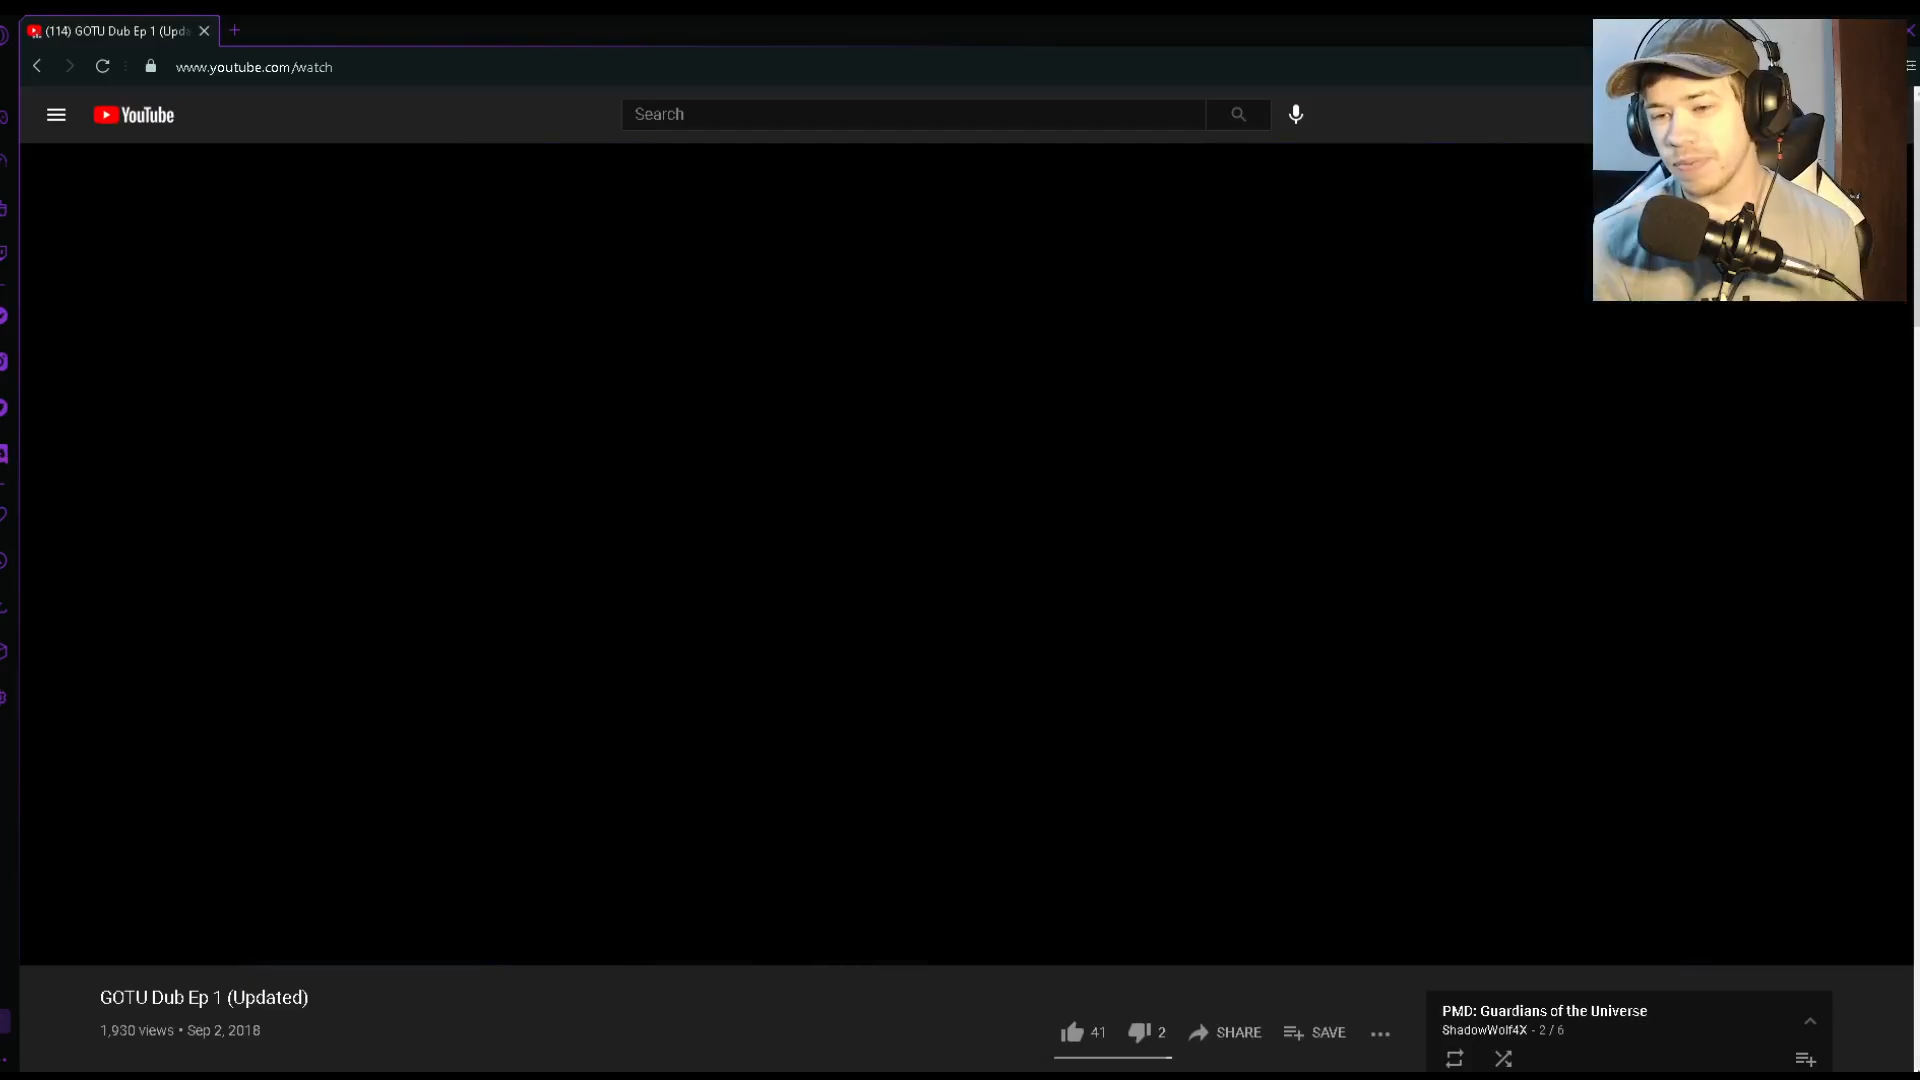 (114) GOTU Dub Ep 1 (Upda
www.youtube.com/watch
YouTube
Search
GOTU Dub Ep 1 (Updated)
1,930 views • Sep 2, 2018
41
2
SHARE
SAVE
PMD: Guardians of the Universe
ShadowWolf4X - 2 / 6